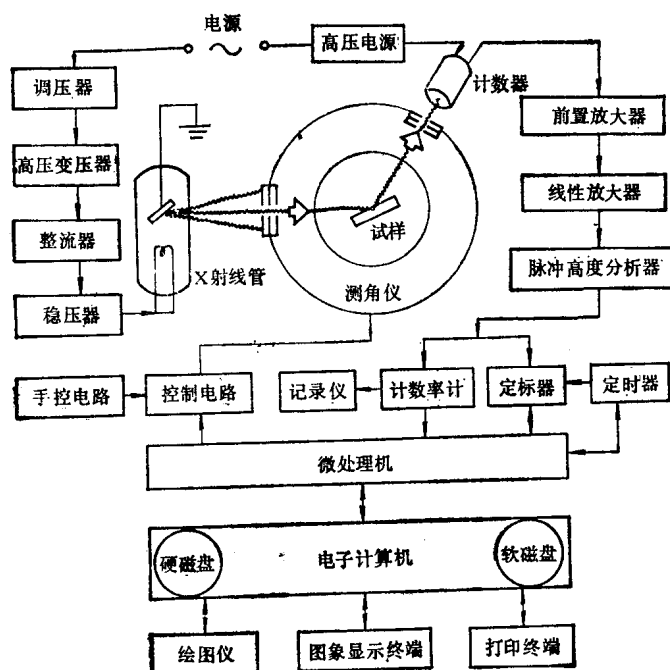 电源
高压电源
调压器
计数器
前置放大器
高压变压器
线性放大器
整流器
试样
X射线管
脉冲高度分析器
测角仪
稳压器
手控电路
控制电路
记录仪
计数率计
定标器
定时器
微处理机
硬磁盘
电子计算机
软磁盘
绘图仪
图象显示终端
打印终端